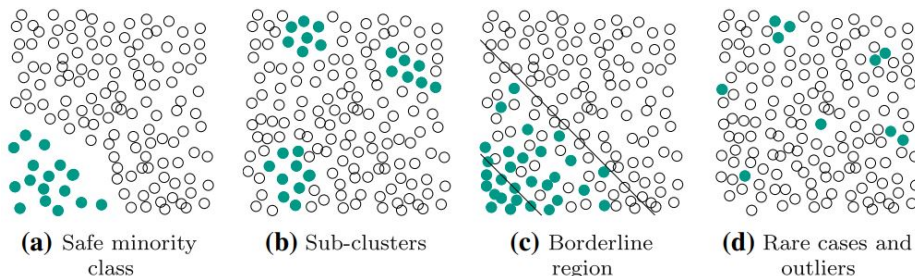 (a) Safe minority
class
(b) Sub-clusters
(c) Borderline
region
(d) Rare cases and
outliers